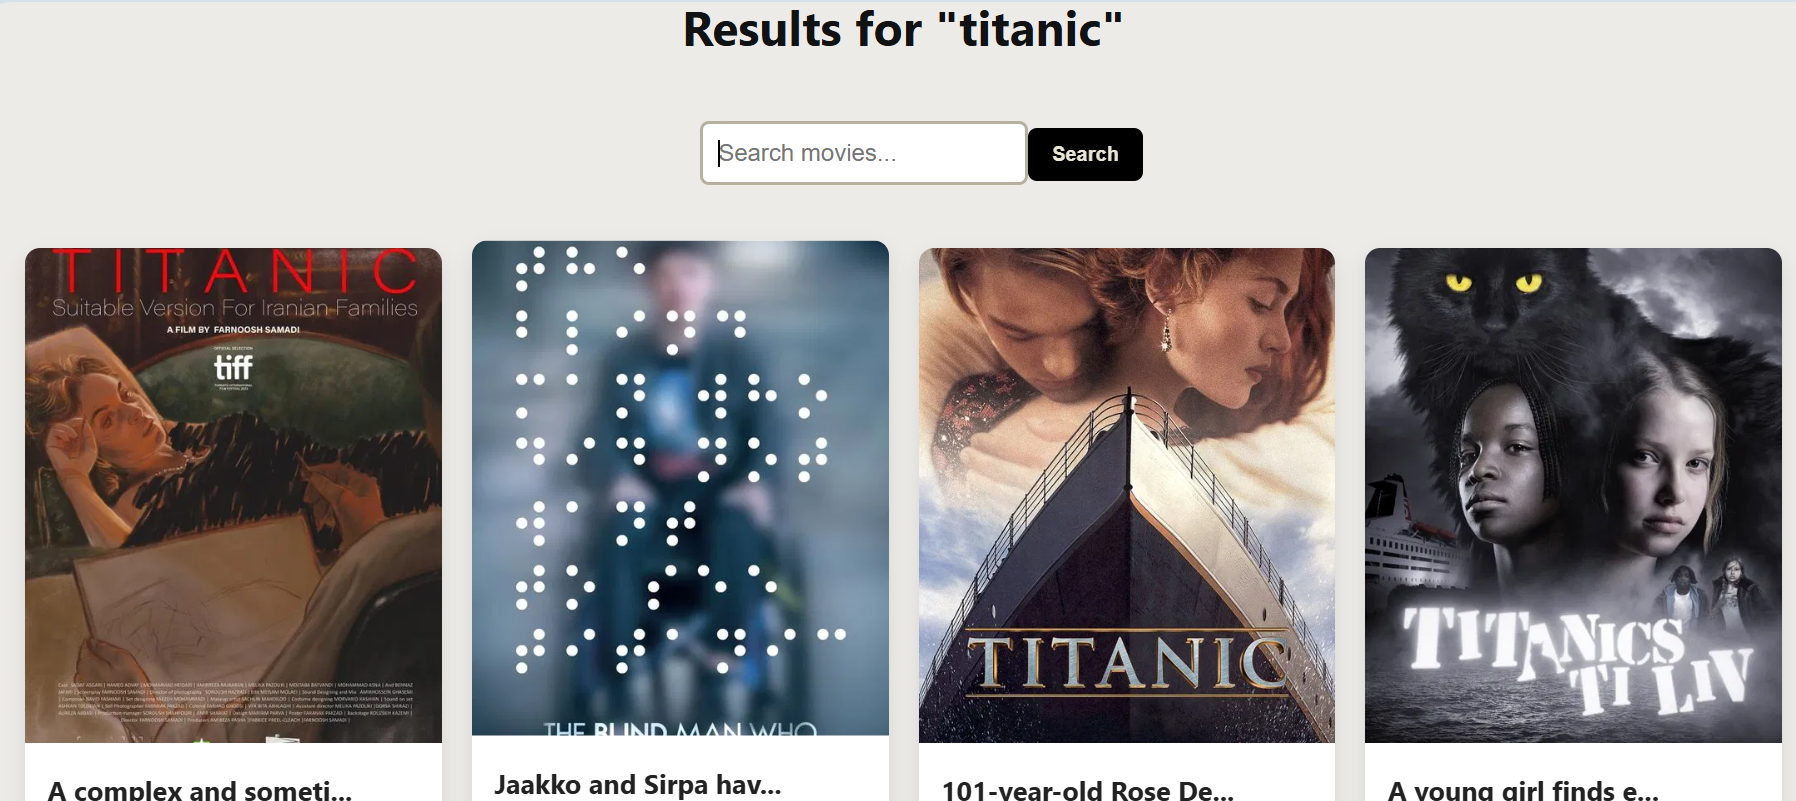 Results for "titanic"
Search movies...
Search
TITANIC
Suitable Version For Iranian Families
A FILM BY FARNOOSH SAMADI
OFFICIAL SELECTION
tiff
THE BLIND MAN WHO
TITANIC
TITANICS
TI LIV
A complex and someti...
Jaakko and Sirpa hav...
101-year-old Rose De...
A young girl finds e...